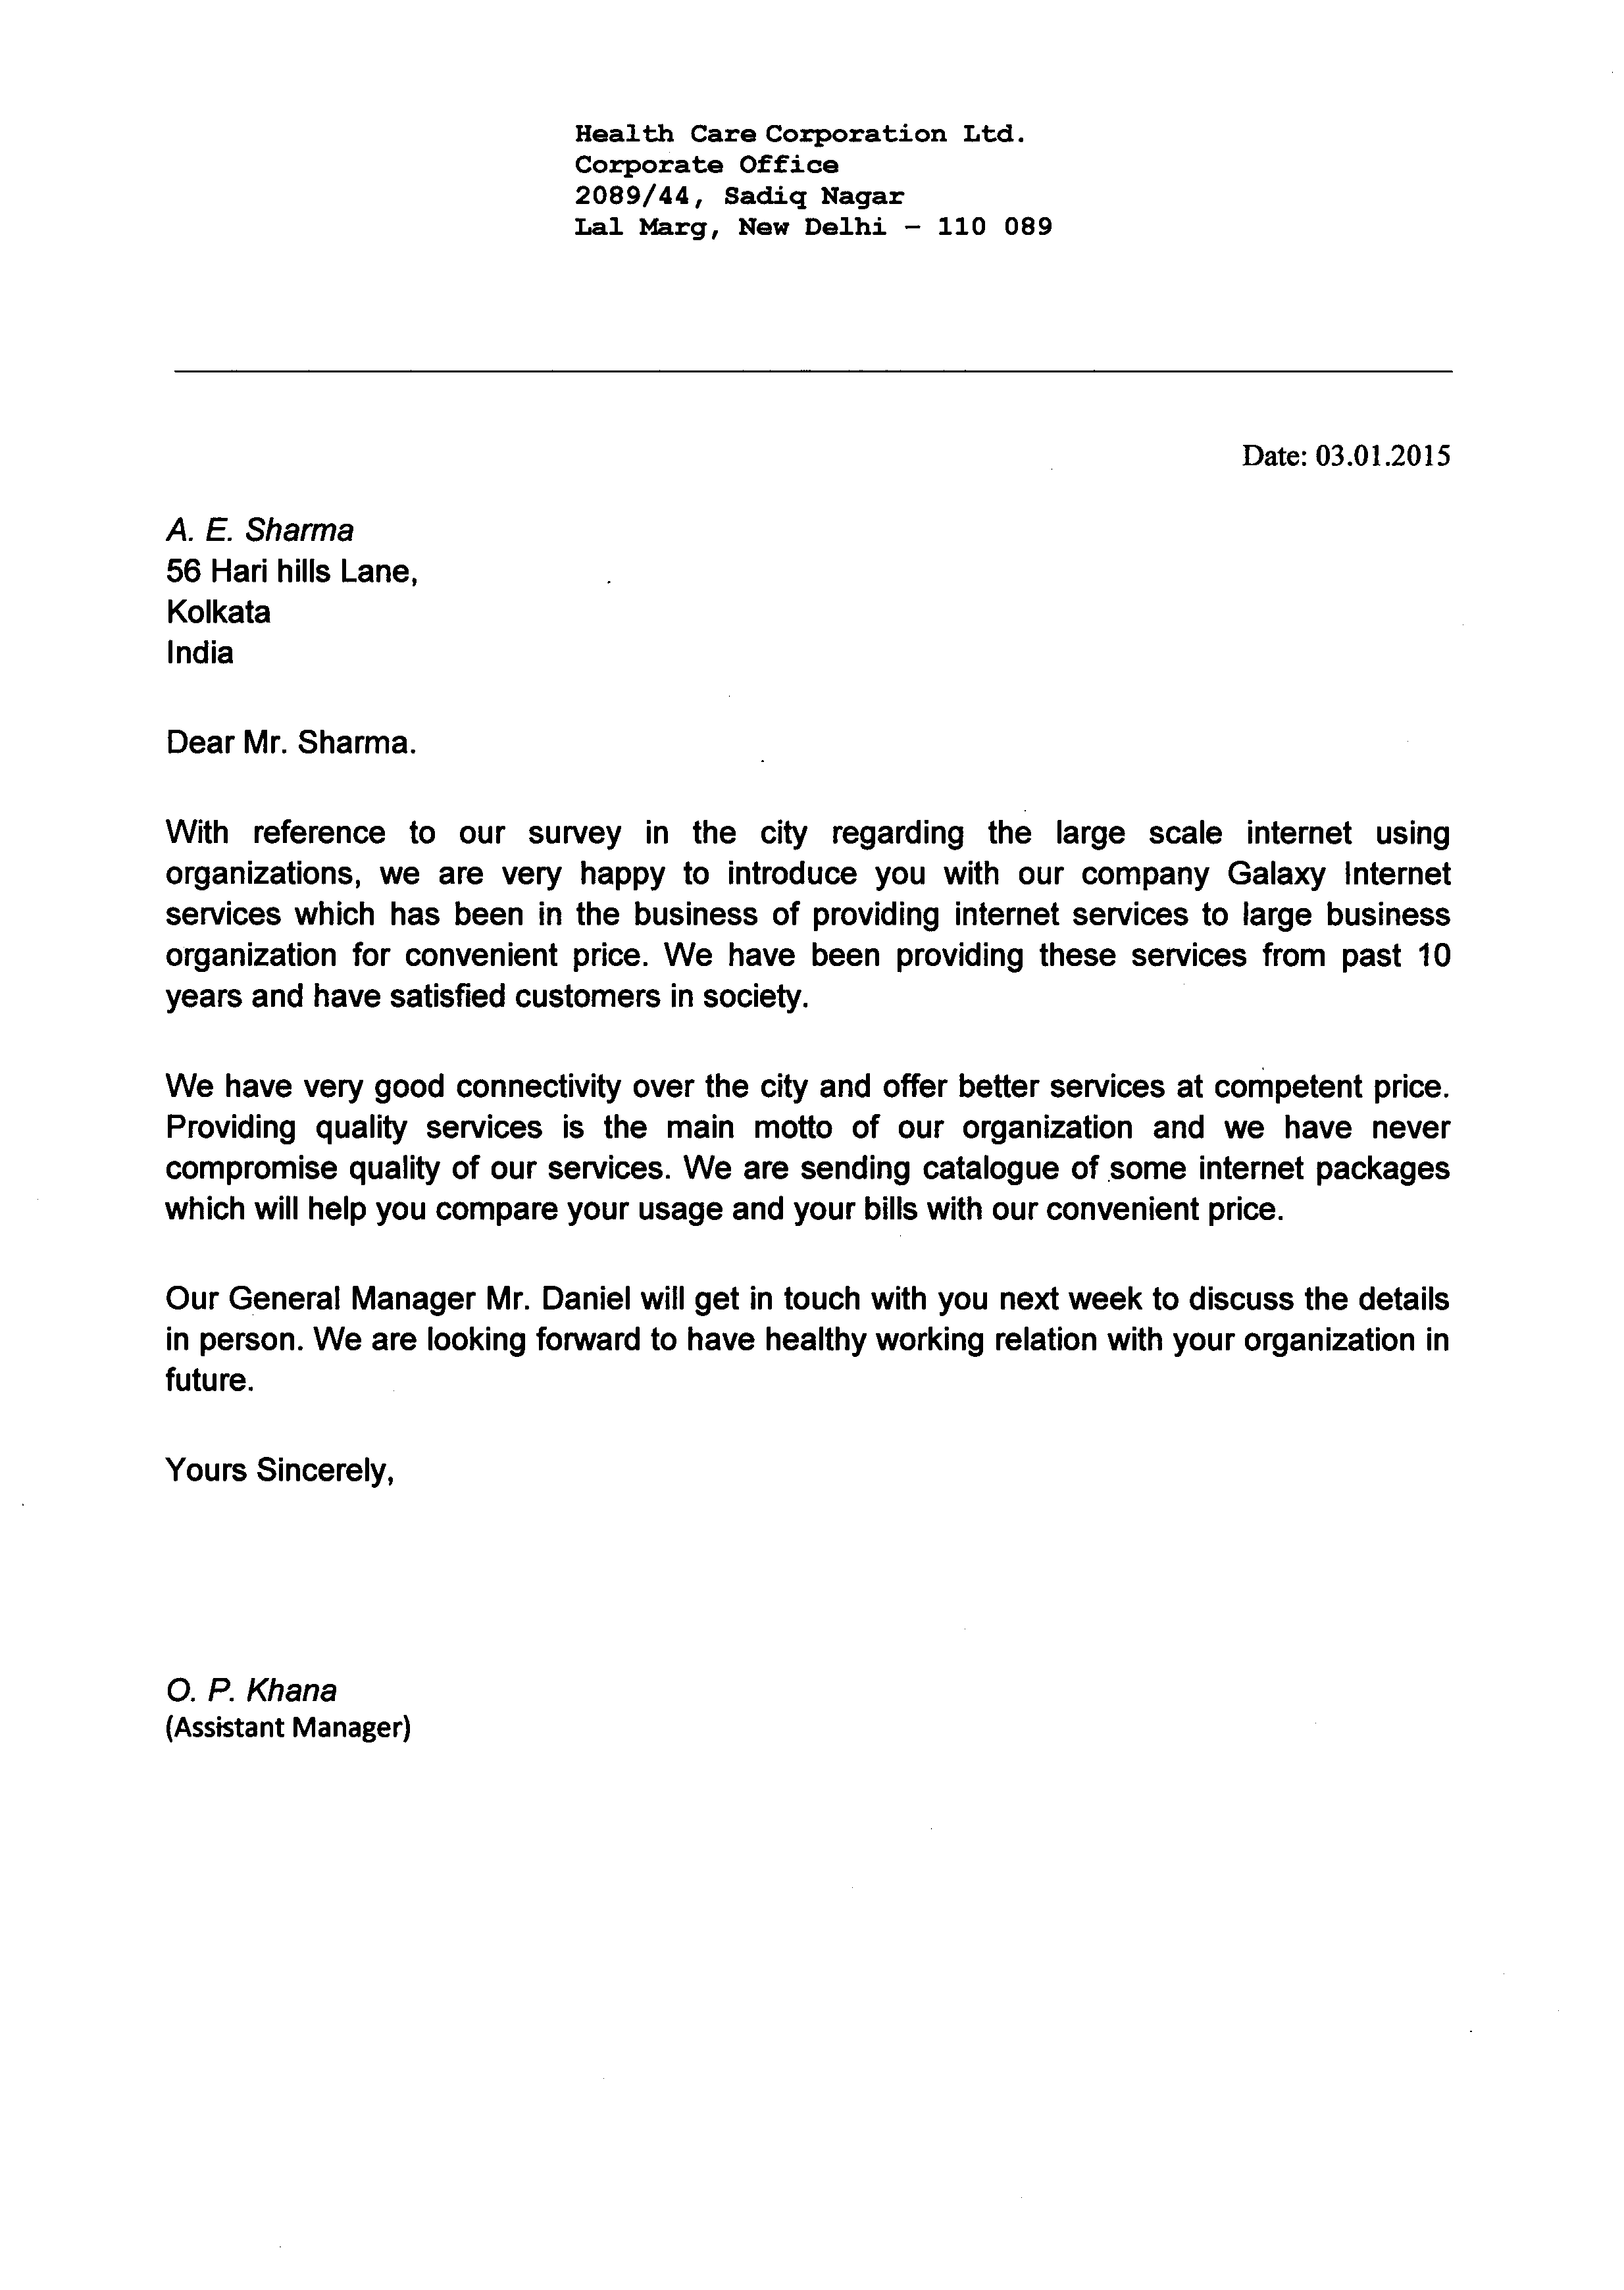 Health Care Corporation Ltd.
Corporate Office
2089/44, Sadiq Nagar
Lal Marg, New Delhi – 110 089
Date: 03.01.2015
A. E. Sharma
56 Hari hills Lane,
Kolkata
India
Dear Mr. Sharma.
With reference to our survey in the city regarding the large scale internet using
organizations, we are very happy to introduce you with our company Galaxy Internet
services which has been in the business of providing internet services to large business
organization for convenient price. We have been providing these services from past 10
years and have satisfied customers in society.
We have very good connectivity over the city and offer better services at competent price.
Providing quality services is the main motto of our organization and we have never
compromise quality of our services. We are sending catalogue of some internet packages
which will help you compare your usage and your bills with our convenient price.
Our General Manager Mr. Daniel will get in touch with you next week to discuss the details
in person. We are looking forward to have healthy working relation with your organization in
future.
Yours Sincerely,
O. P. Khana
(Assistant Manager)